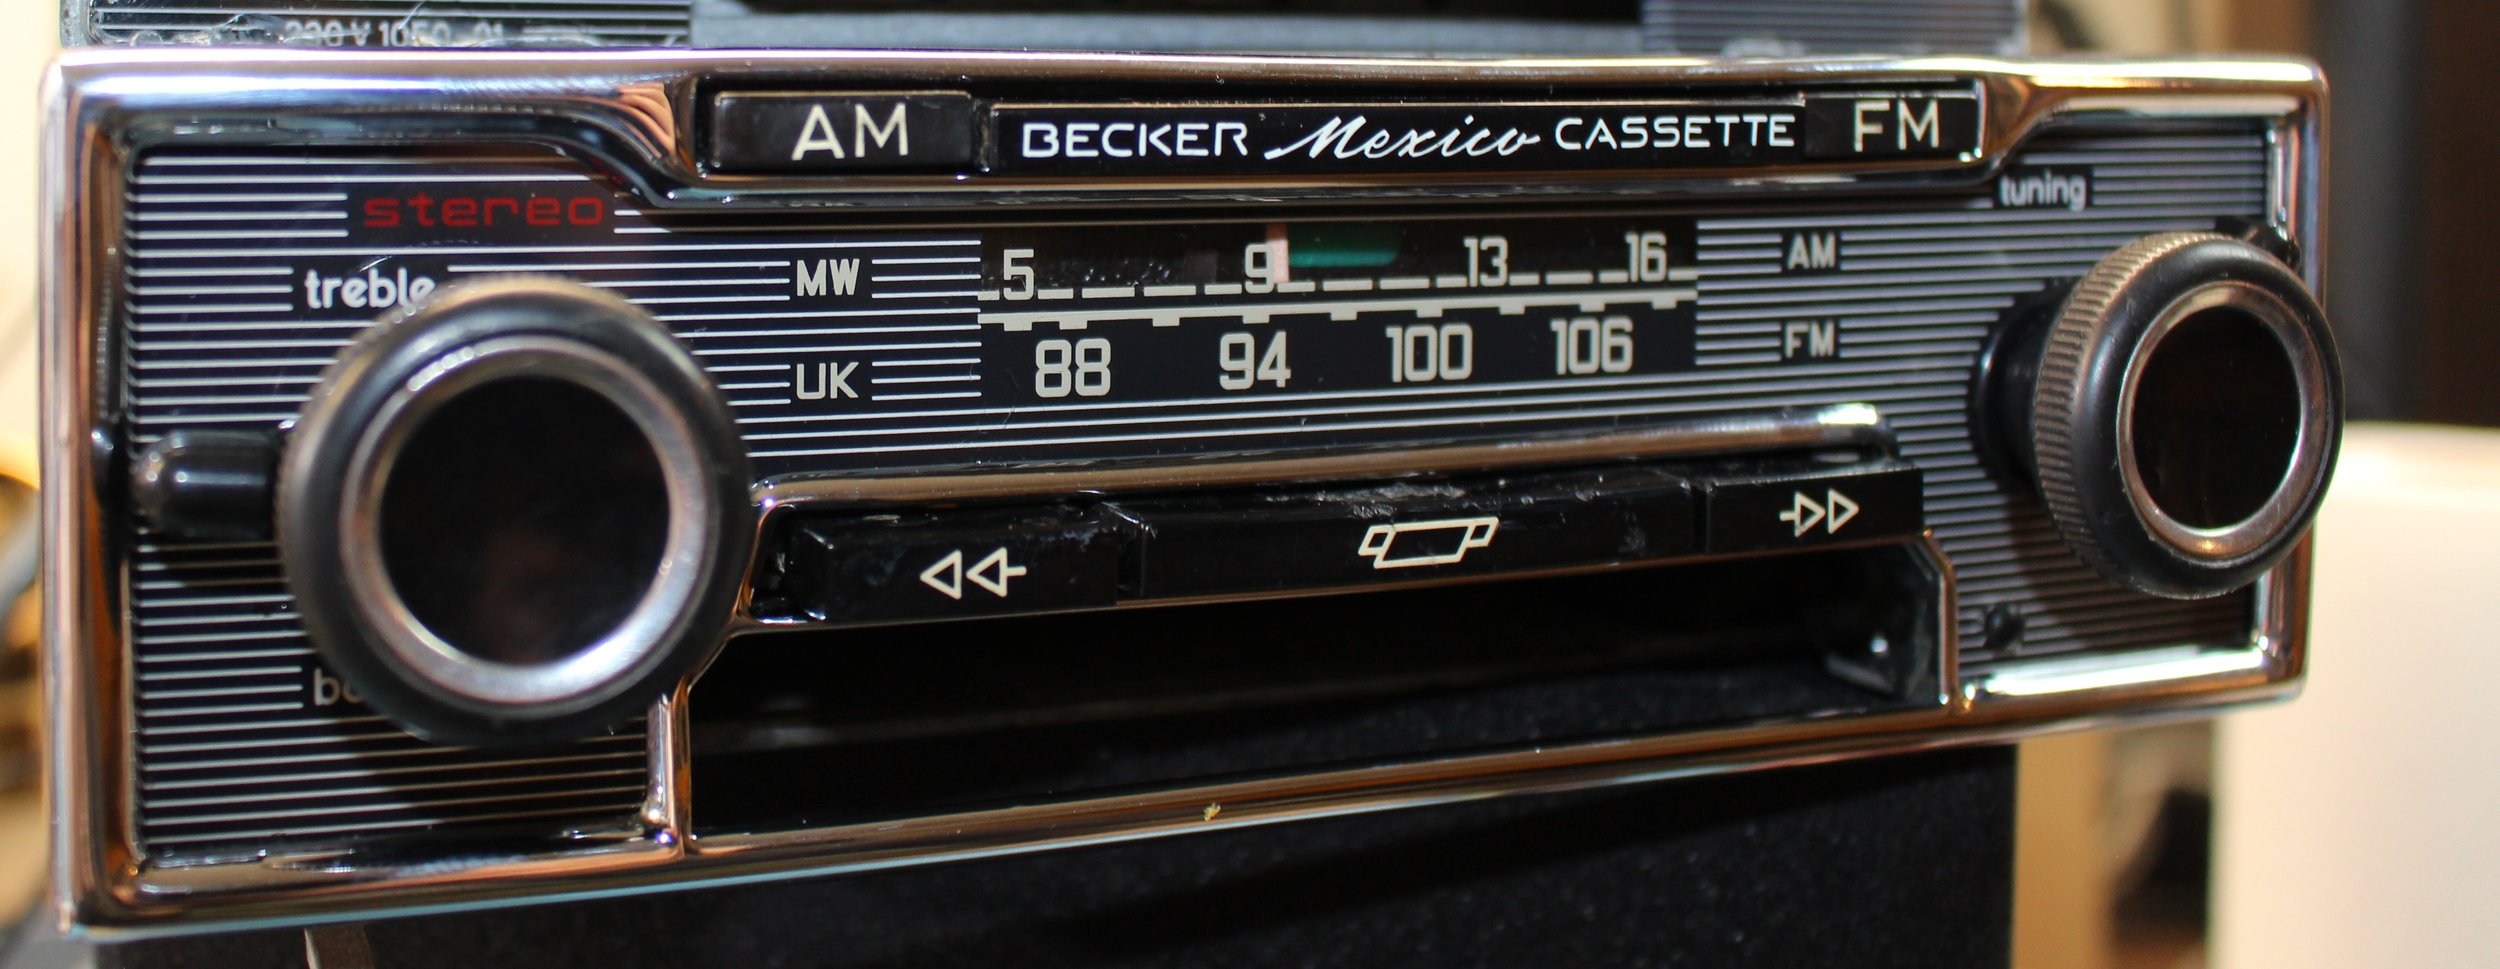 AM BECKER Mexico CASSETTE FM
tuning
stereo
treble
MW 5 9 13 16 AM
UK 88 94 100 106 FM